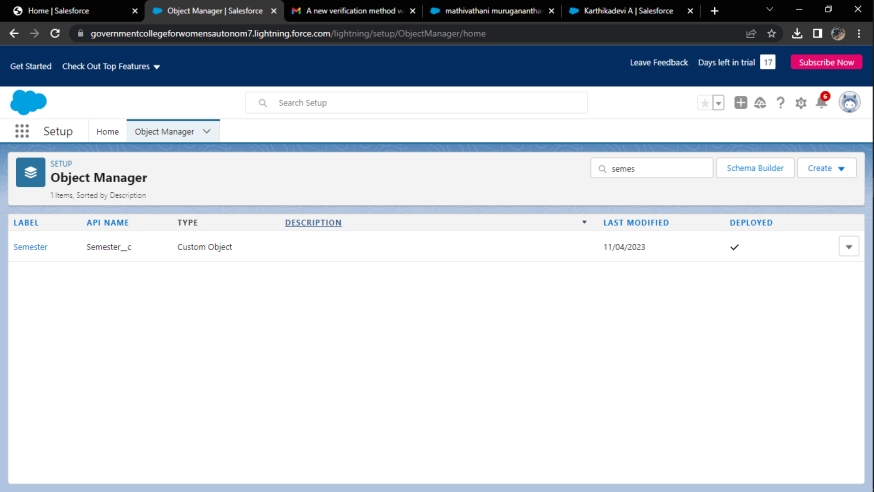 Home | Salesforce
Object Manager | Salesforce
A new verification method w
mathivathani murugananthan
Karthikadevi A | Salesforce
governmentcollegeforwomensautonom7.lightning.force.com/lightning/setup/ObjectManager/home
Get Started Check Out Top Features
Leave Feedback Days left in trial 17 Subscribe Now
Search Setup
6
Setup Home Object Manager
SETUP
Object Manager
1 Items, Sorted by Description
semes
Schema Builder
Create
LABEL API NAME TYPE DESCRIPTION LAST MODIFIED DEPLOYED
Semester Semester__c Custom Object 11/04/2023